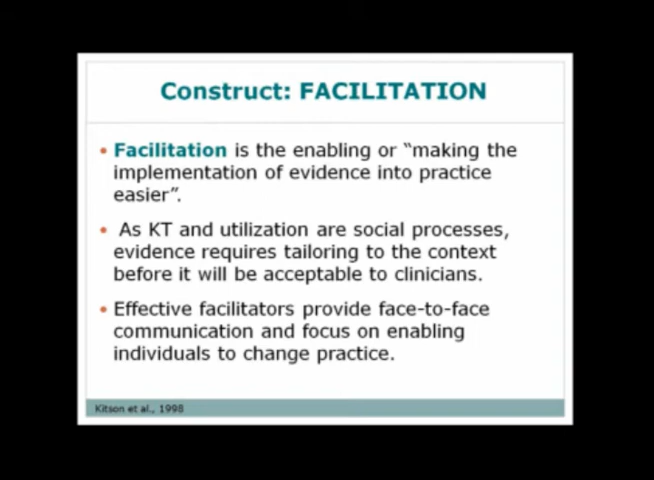 Construct: FACILITATION
• Facilitation is the enabling or “making the
implementation of evidence into practice
easier”.
• As KT and utilization are social processes,
evidence requires tailoring to the context
before it will be acceptable to clinicians.
• Effective facilitators provide face-to-face
communication and focus on enabling
individuals to change practice.
Kitson et al., 1998